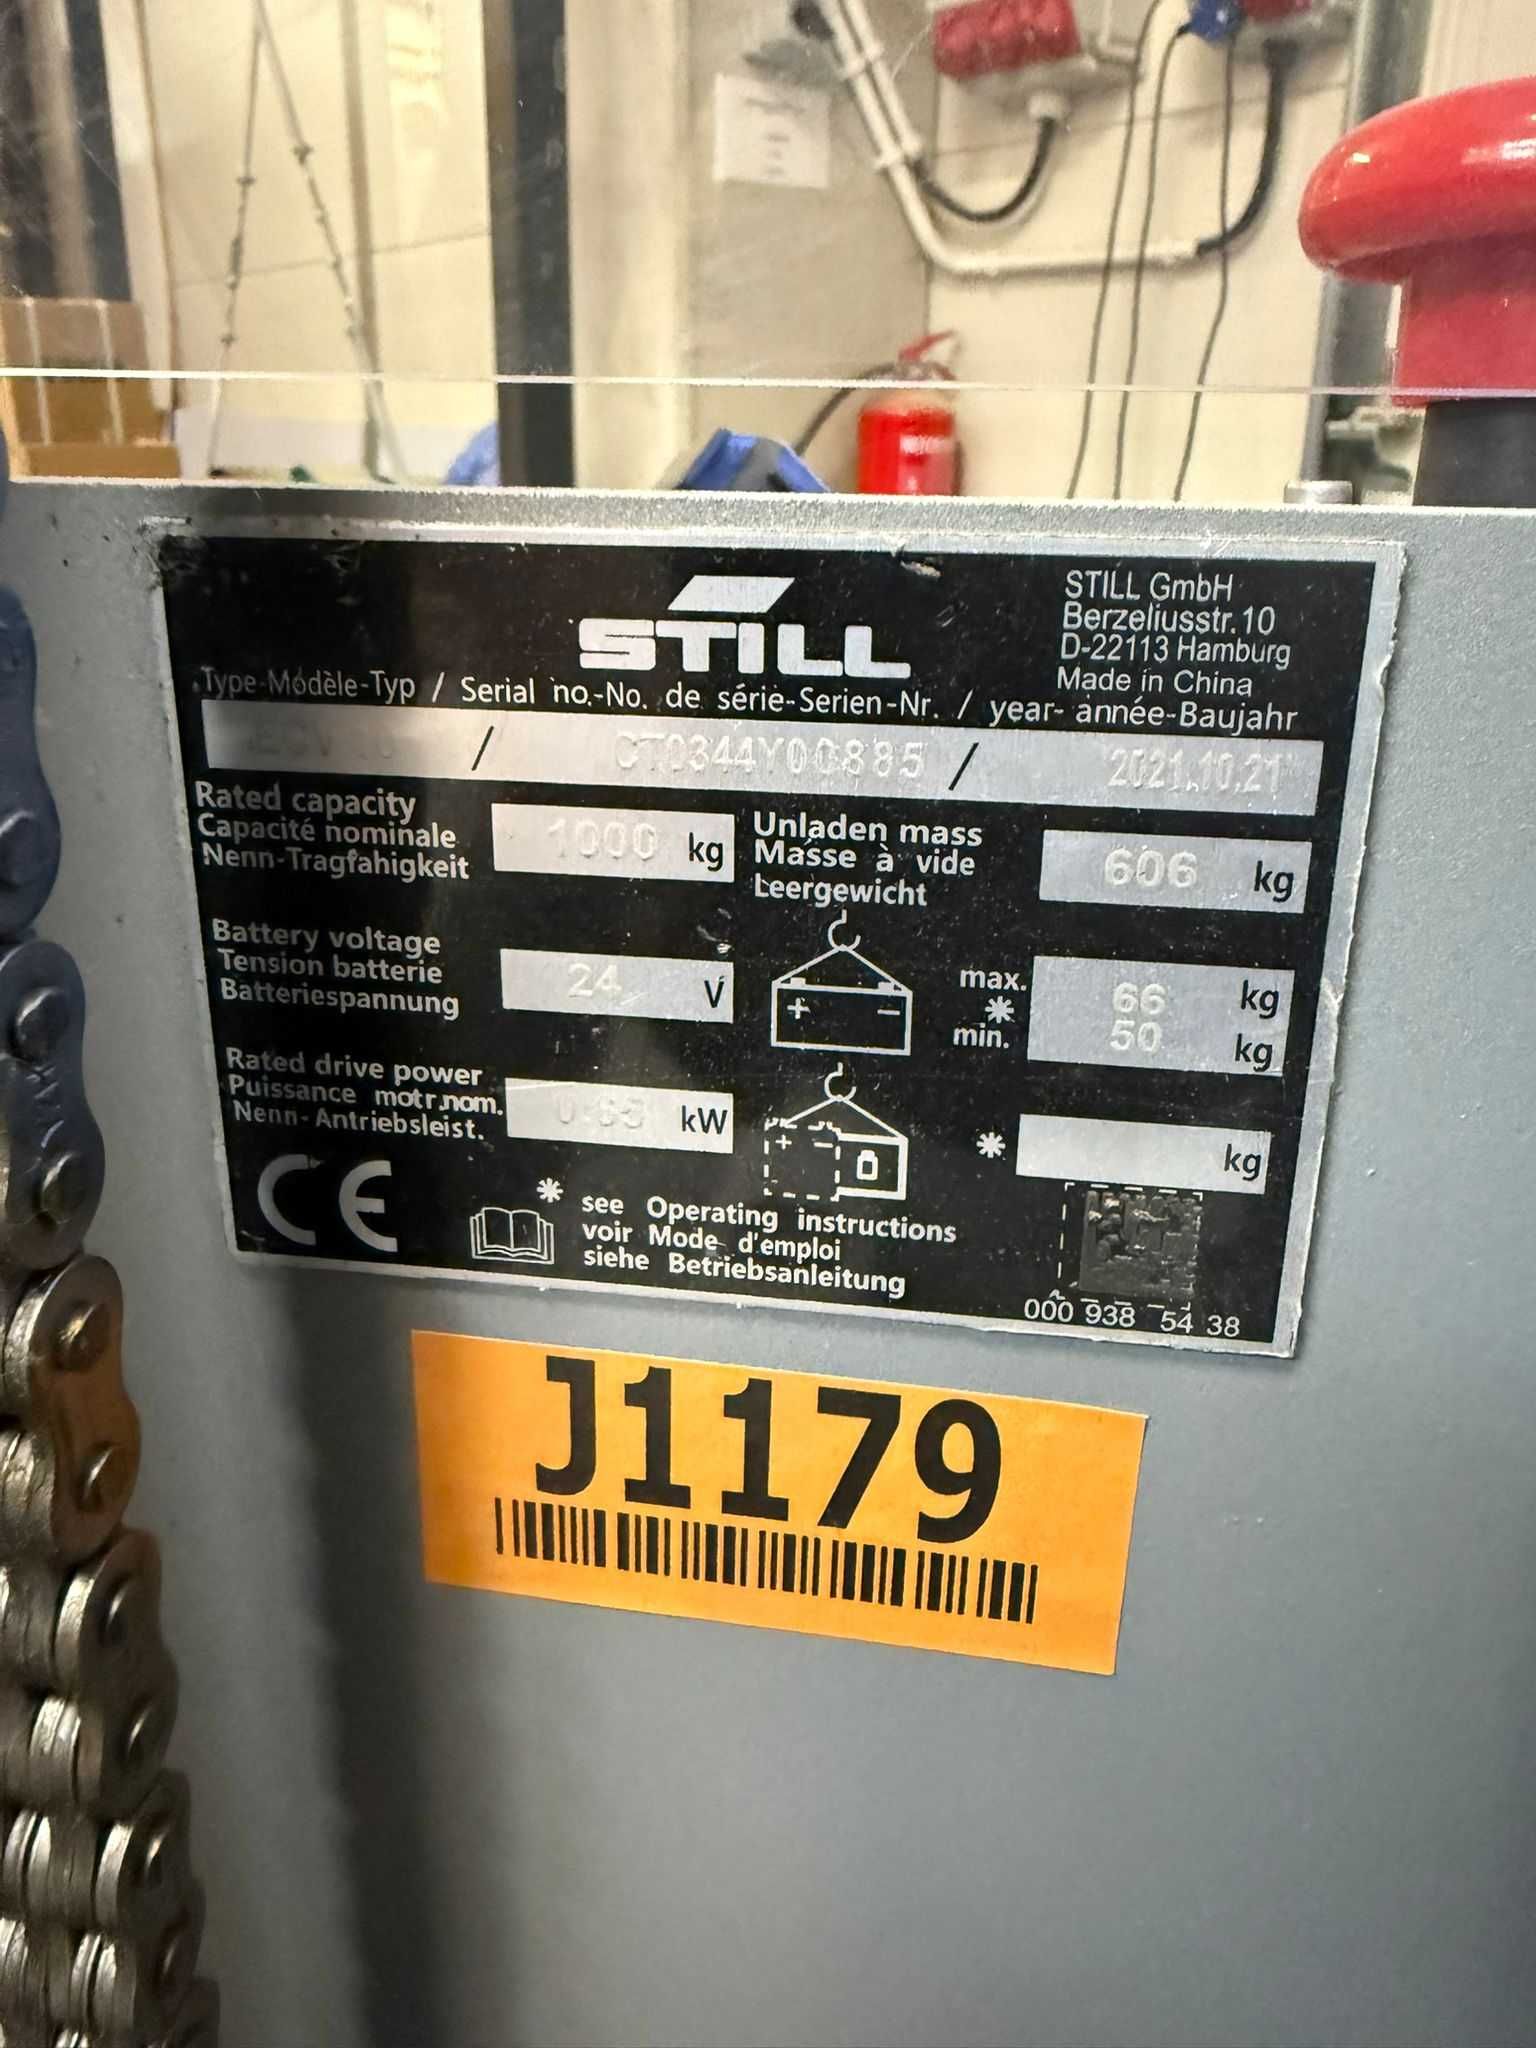 STILL
STILL GmbH
Berzeliusstr. 10
D-22113 Hamburg
Made in China
Type-Modèle-Typ / Serial no.-No. de série-Serien-Nr. / year- année-Baujahr
/ CT0344Y00885 / 2021.10.21
Rated capacity
Capacité nominale
Nenn-Tragfahigkeit
1000 kg
Unladen mass
Masse à vide
Leergewicht
606 kg
Battery voltage
Tension batterie
Batteriespannung
24 V
+ -
max. 66 kg
*
min. 50 kg
Rated drive power
Puissance motr.nom.
Nenn-Antriebsleist.
0.65 kW
+ -
* kg
CE
* see Operating instructions
voir Mode d'emploi
siehe Betriebsanleitung
000 938 54 38
J1179